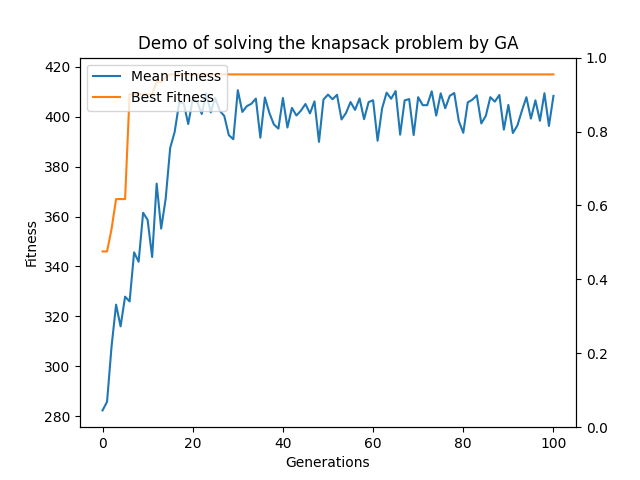 Demo of solving the knapsack problem by GA
Mean Fitness
Best Fitness
420
400
380
360
340
320
300
280
Fitness
1.0
0.8
0.6
0.4
0.2
0.0
0 20 40 60 80 100
Generations